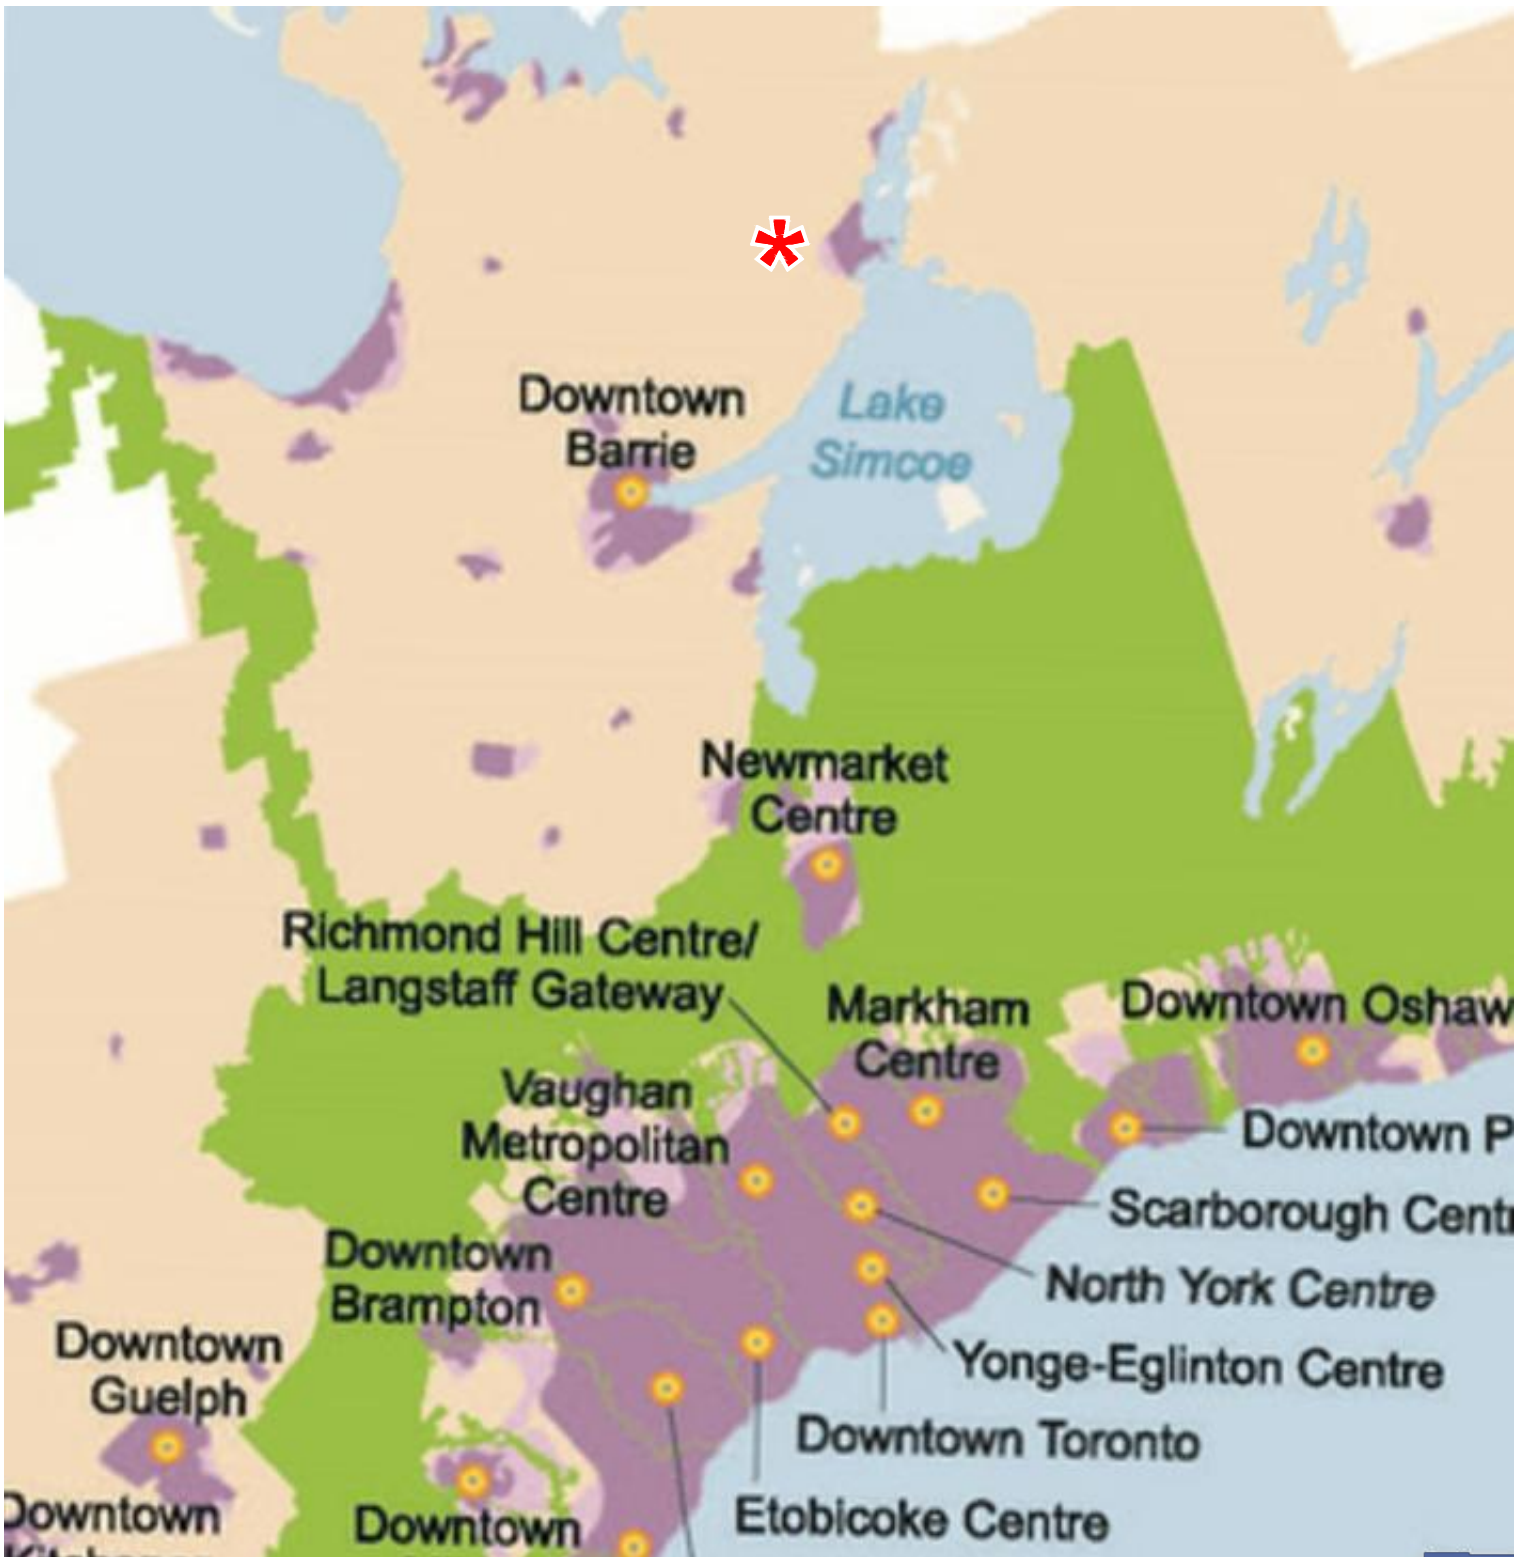 *
Downtown
Barrie
Lake
Simcoe
Newmarket
Centre
Richmond Hill Centre/
Langstaff Gateway
Markham
Centre
Downtown Oshaw
Vaughan
Metropolitan
Centre
Downtown P
Scarborough Cent
Downtown
Brampton
North York Centre
Downtown
Guelph
Yonge-Eglinton Centre
Downtown Toronto
Downtown
Downtown
Etobicoke Centre